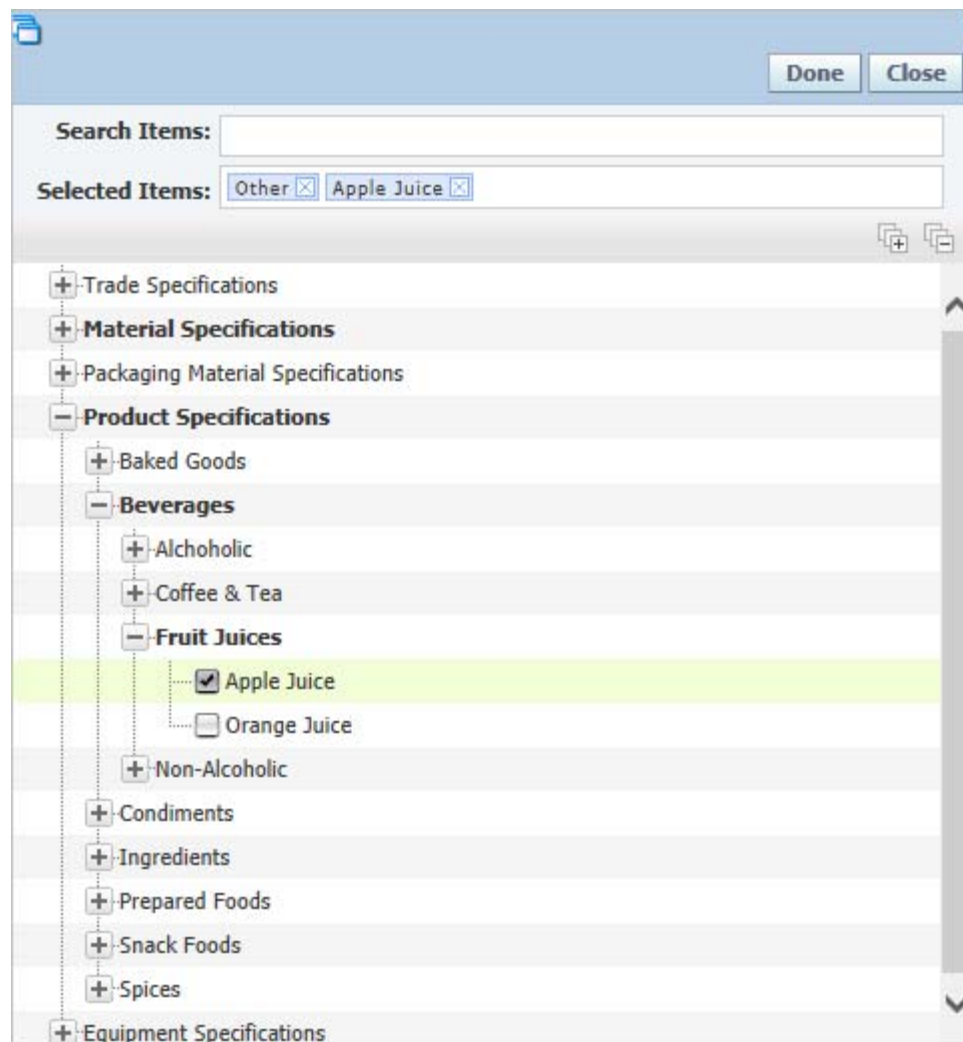 Done Close
Search Items:
Selected Items: Other Apple Juice
Trade Specifications
Material Specifications
Packaging Material Specifications
Product Specifications
Baked Goods
Beverages
Alchoholic
Coffee & Tea
Fruit Juices
Apple Juice
Orange Juice
Non-Alcoholic
Condiments
Ingredients
Prepared Foods
Snack Foods
Spices
Equipment Specifications